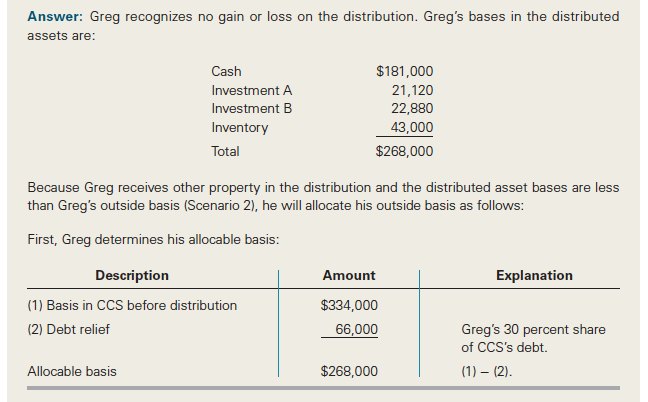 Answer: Greg recognizes no gain or loss on the distribution. Greg's bases in the distributed
assets are:
Cash $181,000
Investment A 21,120
Investment B 22,880
Inventory 43,000
Total $268,000
Because Greg receives other property in the distribution and the distributed asset bases are less
than Greg's outside basis (Scenario 2), he will allocate his outside basis as follows:
First, Greg determines his allocable basis:
Description Amount Explanation
(1) Basis in CCS before distribution $334,000
(2) Debt relief 66,000 Greg's 30 percent share
of CCS's debt.
Allocable basis $268,000 (1) – (2).